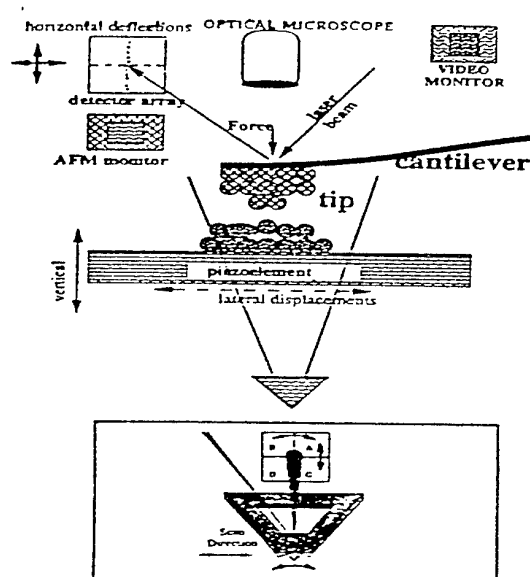 horizontal deflections
OPTICAL MICROSCOPE
VIDEO
MONITOR
detector array
laser
beam
Force
AFM monitor
cantilever
tip
vertical
piezoelement
lateral displacements
B A
D C
Scan
Direction